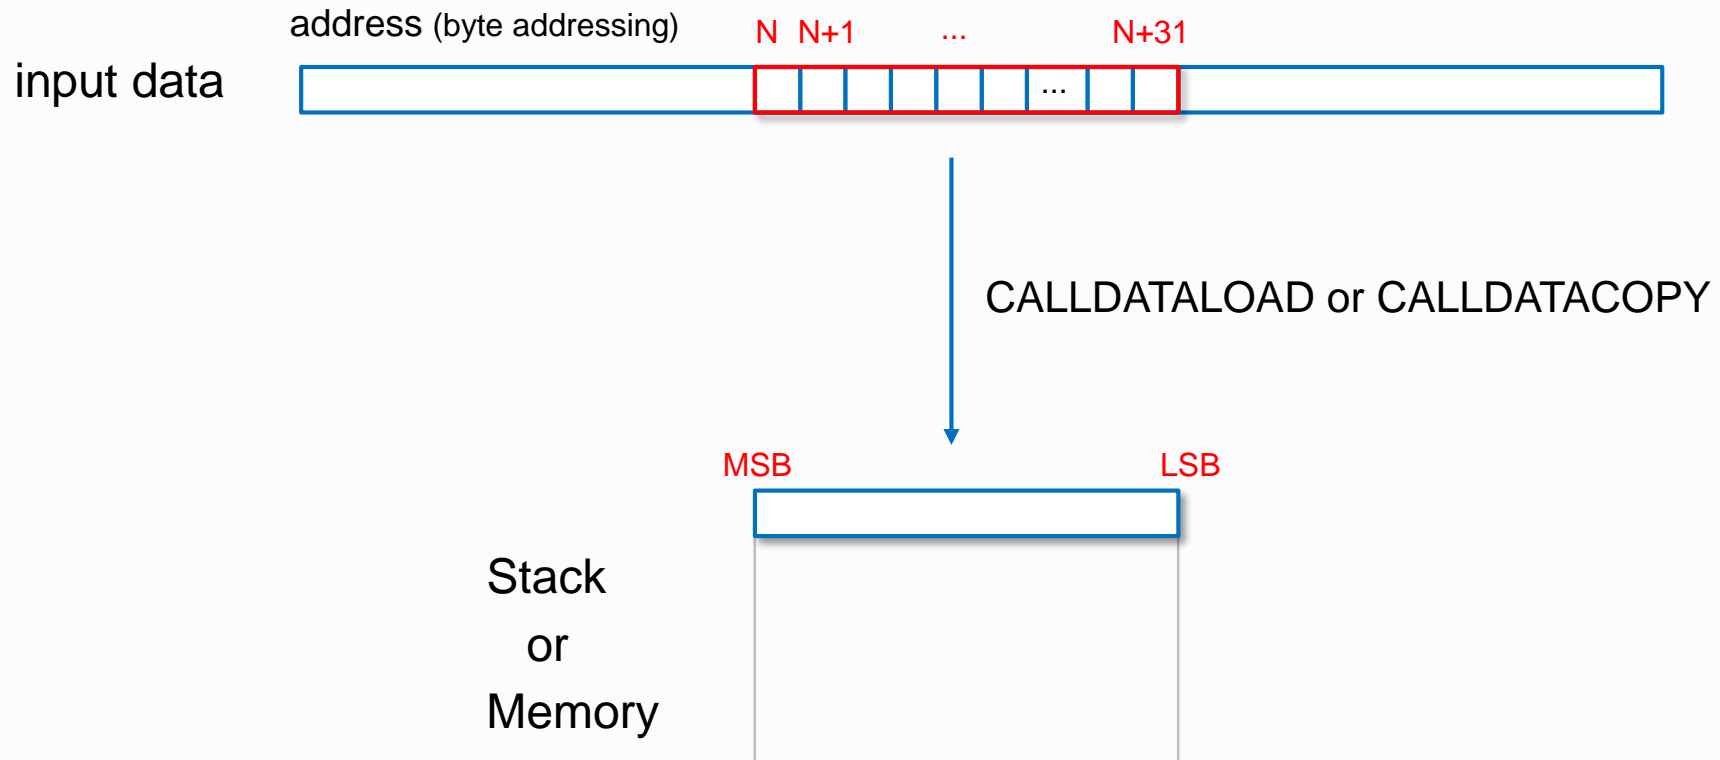 address (byte addressing)
N N+1 ... N+31
input data
...
CALLDATALOAD or CALLDATACOPY
MSB LSB
Stack
or
Memory